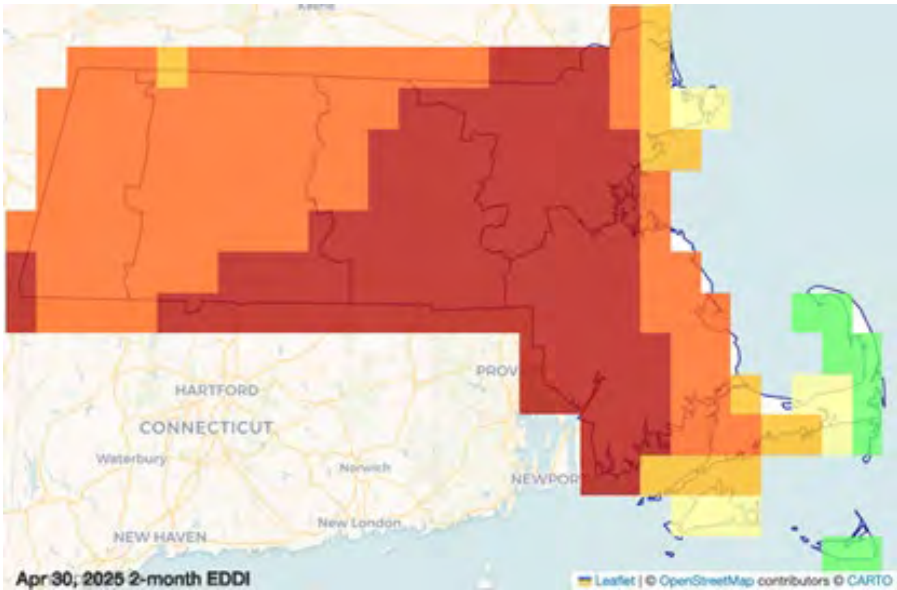 Keene
HARTFORD
PROV
CONNECTICUT
Waterbury
Norwich
NEWPOR
New London
NEW HAVEN
Apr 30, 2025 2-month EDDI
Leaflet | © OpenStreetMap contributors © CARTO